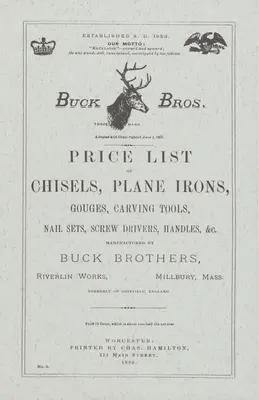 ESTABLISHED A. D. 1853.
OUR MOTTO:
BUCK BROS.
TRADE MARK.
PRICE LIST
OF
CHISELS, PLANE IRONS,
GOUGES, CARVING TOOLS,
NAIL SETS, SCREW DRIVERS, HANDLES, &c.
MANUFACTURED BY
BUCK BROTHERS,
RIVERLIN WORKS, MILLBURY, MASS.
FORMERLY OF SHEFFIELD, ENGLAND.
WORCESTER:
PRINTED BY CHAS. HAMILTON,
311 MAIN STREET.